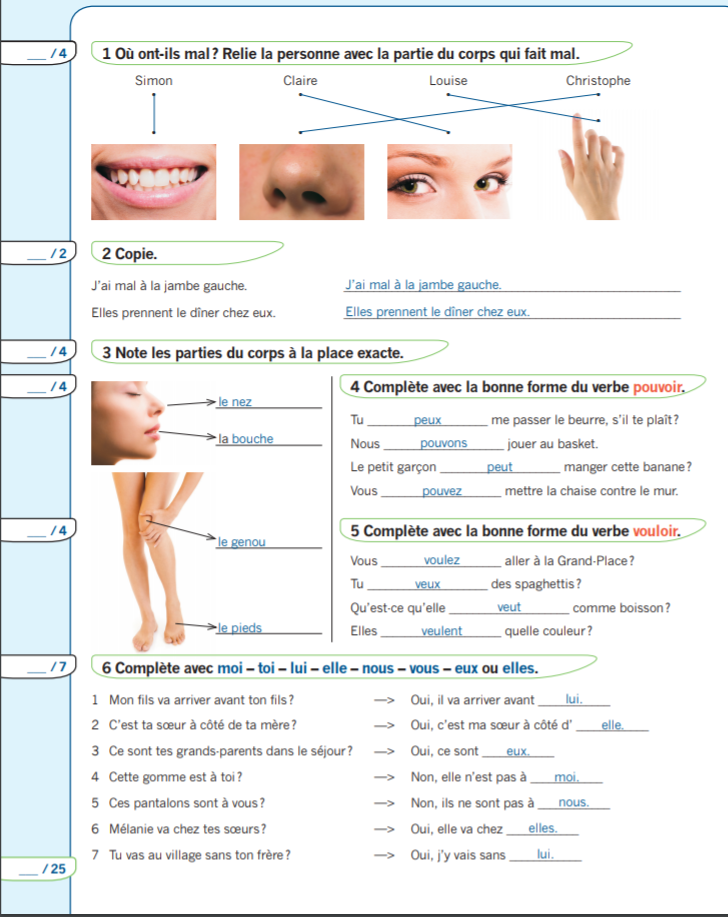 ___ / 4 1 Où ont-ils mal? Relie la personne avec la partie du corps qui fait mal.
Simon Claire Louise Christophe
___ / 2 2 Copie.
J'ai mal à la jambe gauche. J'ai mal à la jambe gauche.
Elles prennent le dîner chez eux. Elles prennent le dîner chez eux.
___ / 4 3 Note les parties du corps à la place exacte.
le nez
la bouche
le genou
le pieds
___ / 4 4 Complète avec la bonne forme du verbe pouvoir.
Tu peux me passer le beurre, s'il te plaît?
Nous pouvons jouer au basket.
Le petit garçon peut manger cette banane?
Vous pouvez mettre la chaise contre le mur.
___ / 4 5 Complète avec la bonne forme du verbe vouloir.
Vous voulez aller à la Grand-Place?
Tu veux des spaghettis?
Qu'est-ce qu'elle veut comme boisson?
Elles veulent quelle couleur?
___ / 7 6 Complète avec moi – toi – lui – elle – nous – vous – eux ou elles.
1 Mon fils va arriver avant ton fils? —> Oui, il va arriver avant lui.
2 C'est ta sœur à côté de ta mère? —> Oui, c'est ma sœur à côté d' elle.
3 Ce sont tes grands-parents dans le séjour? —> Oui, ce sont eux.
4 Cette gomme est à toi? —> Non, elle n'est pas à moi.
5 Ces pantalons sont à vous? —> Non, ils ne sont pas à nous.
6 Mélanie va chez tes sœurs? —> Oui, elle va chez elles.
7 Tu vas au village sans ton frère? —> Oui, j'y vais sans lui.
___ / 25